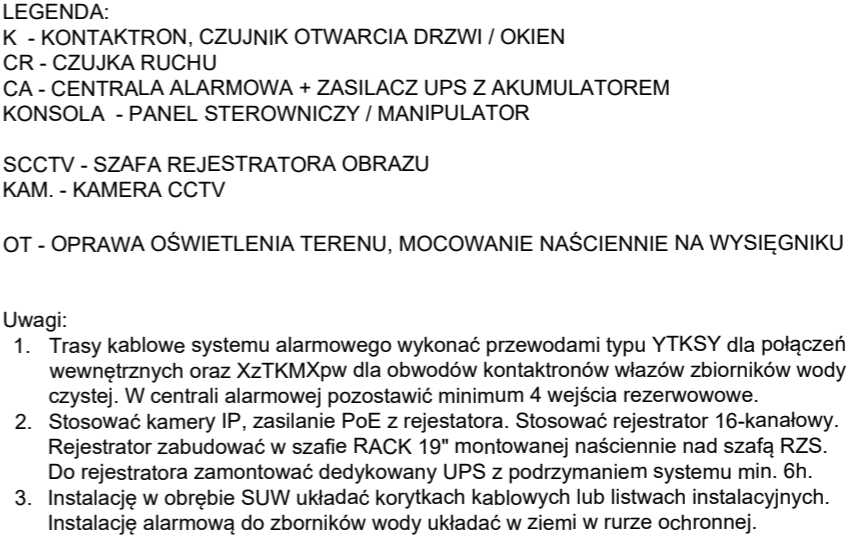 LEGENDA:
K - KONTAKTRON, CZUJNIK OTWARCIA DRZWI / OKIEN
CR - CZUJKA RUCHU
CA - CENTRALA ALARMOWA + ZASILACZ UPS Z AKUMULATOREM
KONSOLA - PANEL STEROWNICZY / MANIPULATOR
SCCTV - SZAFA REJESTRATORA OBRAZU
KAM. - KAMERA CCTV
OT - OPRAWA OŚWIETLENIA TERENU, MOCOWANIE NAŚCIENNIE NA WYSIĘGNIKU
Uwagi:
1. Trasy kablowe systemu alarmowego wykonać przewodami typu YTKSY dla połączeń
wewnętrznych oraz XzTKMXpw dla obwodów kontaktronów włazów zbiorników wody
czystej. W centrali alarmowej pozostawić minimum 4 wejścia rezerwowowe.
2. Stosować kamery IP, zasilanie PoE z rejestatora. Stosować rejestrator 16-kanałowy.
Rejestrator zabudować w szafie RACK 19" montowanej naściennie nad szafą RZS.
Do rejestratora zamontować dedykowany UPS z podrzymaniem systemu min. 6h.
3. Instalację w obrębie SUW układać korytkach kablowych lub listwach instalacyjnych.
Instalację alarmową do zborników wody układać w ziemi w rurze ochronnej.